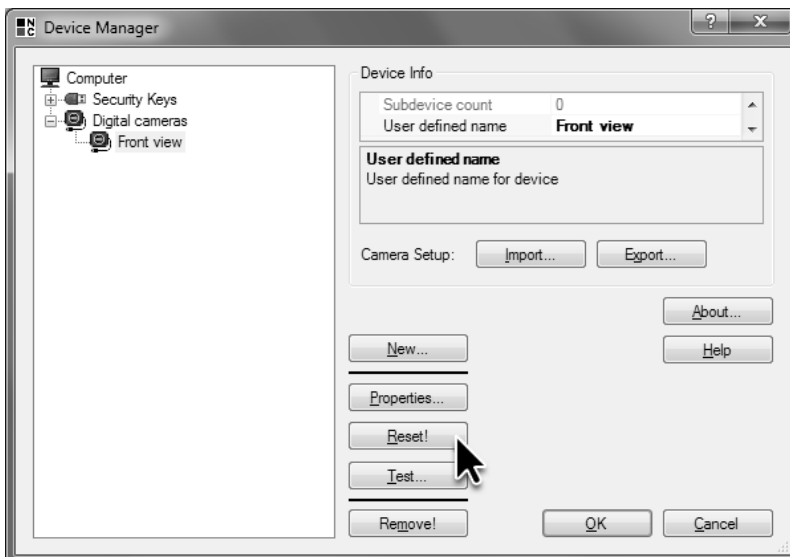 NC Device Manager ? X
Computer
Security Keys
Digital cameras
Front view
Device Info
Subdevice count 0
User defined name Front view
User defined name
User defined name for device
Camera Setup: Import... Export...
About...
New... Help
Properties...
Reset!
Test...
Remove! OK Cancel